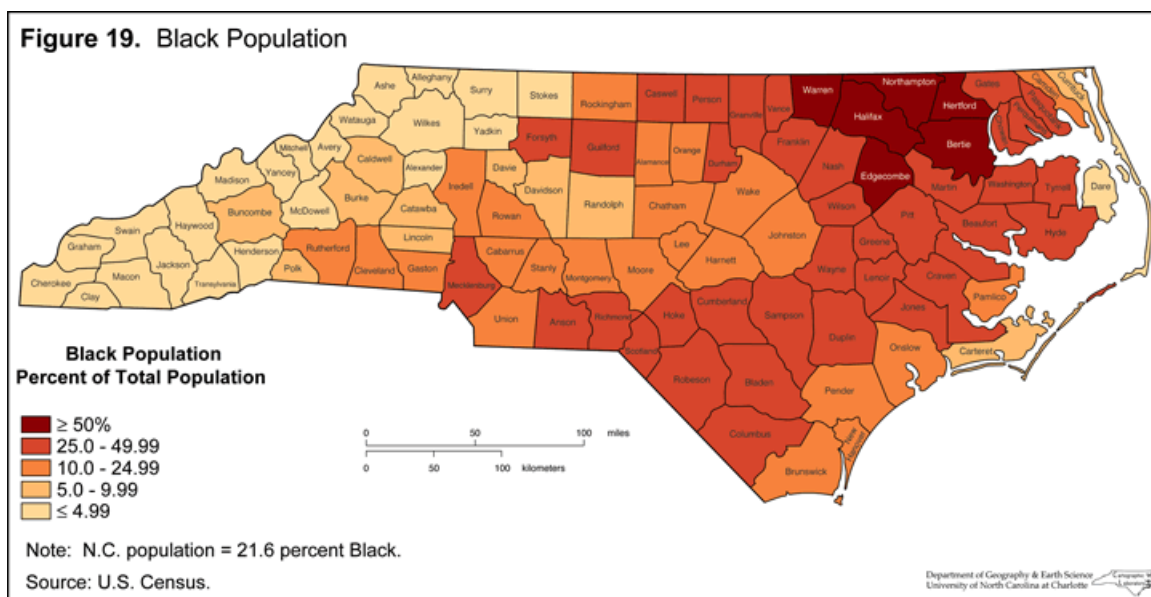 Figure 19. Black Population
Ashe
Alleghany
Surry
Stokes
Rockingham
Caswell
Person
Granville
Vance
Warren
Northampton
Halifax
Hertford
Gates
Camden
Currituck
Pasquotank
Perquimans
Chowan
Bertie
Watauga
Wilkes
Yadkin
Forsyth
Guilford
Alamance
Orange
Durham
Franklin
Nash
Edgecombe
Martin
Washington
Tyrrell
Dare
Mitchell
Avery
Caldwell
Alexander
Iredell
Davie
Davidson
Randolph
Chatham
Wake
Wilson
Pitt
Beaufort
Hyde
Madison
Yancey
McDowell
Burke
Catawba
Rowan
Johnston
Greene
Buncombe
Haywood
Swain
Graham
Cherokee
Clay
Macon
Jackson
Transylvania
Henderson
Polk
Rutherford
Cleveland
Lincoln
Gaston
Mecklenburg
Cabarrus
Stanly
Montgomery
Moore
Lee
Harnett
Wayne
Lenoir
Craven
Pamlico
Jones
Carteret
Onslow
Union
Anson
Richmond
Scotland
Hoke
Cumberland
Sampson
Duplin
Robeson
Bladen
Pender
Columbus
Brunswick
New
Hanover
Black Population
Percent of Total Population
≥ 50%
25.0 - 49.99
10.0 - 24.99
5.0 - 9.99
≤ 4.99
0 50 100 miles
0 50 100 kilometers
Note: N.C. population = 21.6 percent Black.
Source: U.S. Census.
Department of Geography & Earth Science
University of North Carolina at Charlotte